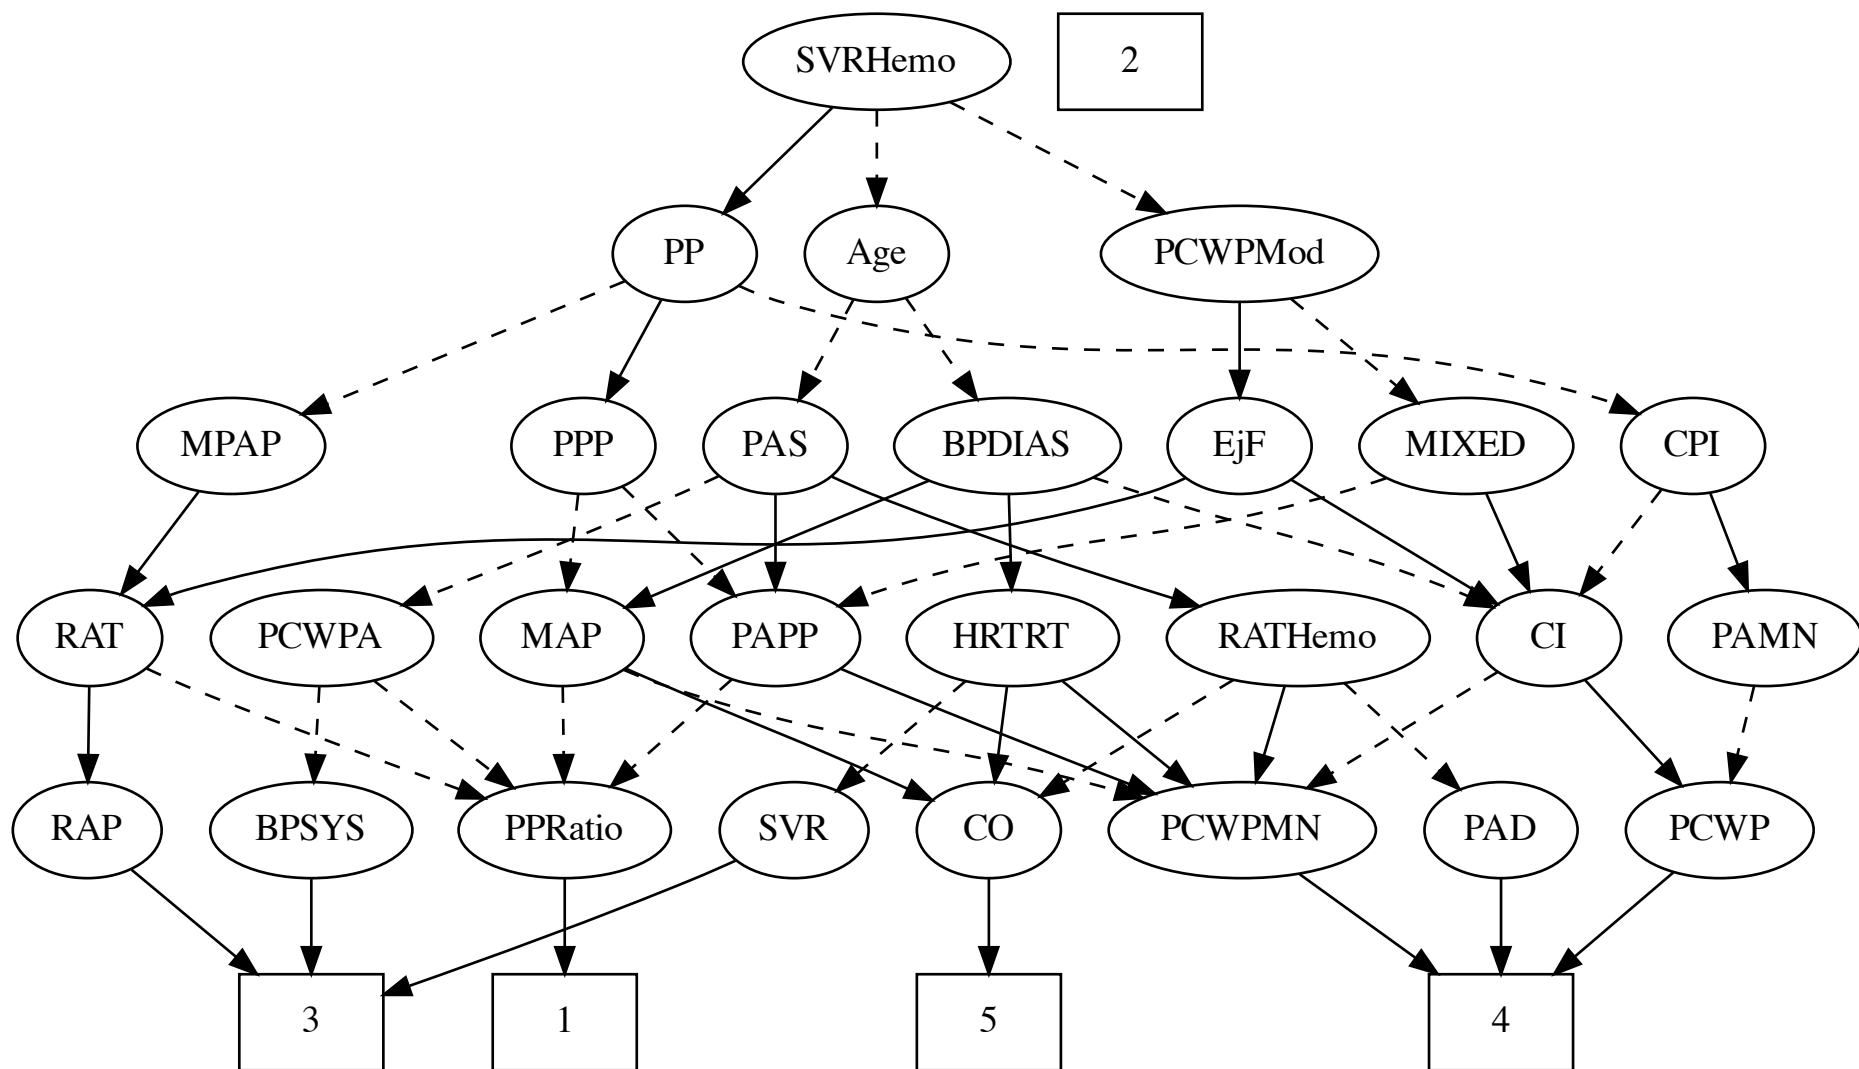 SVRHemo
2
PP
Age
PCWPMod
MPAP
PPP
PAS
BPDIAS
EjF
MIXED
CPI
RAT
PCWPA
MAP
PAPP
HRTRT
RATHemo
CI
PAMN
RAP
BPSYS
PPRatio
SVR
CO
PCWPMN
PAD
PCWP
3
1
5
4